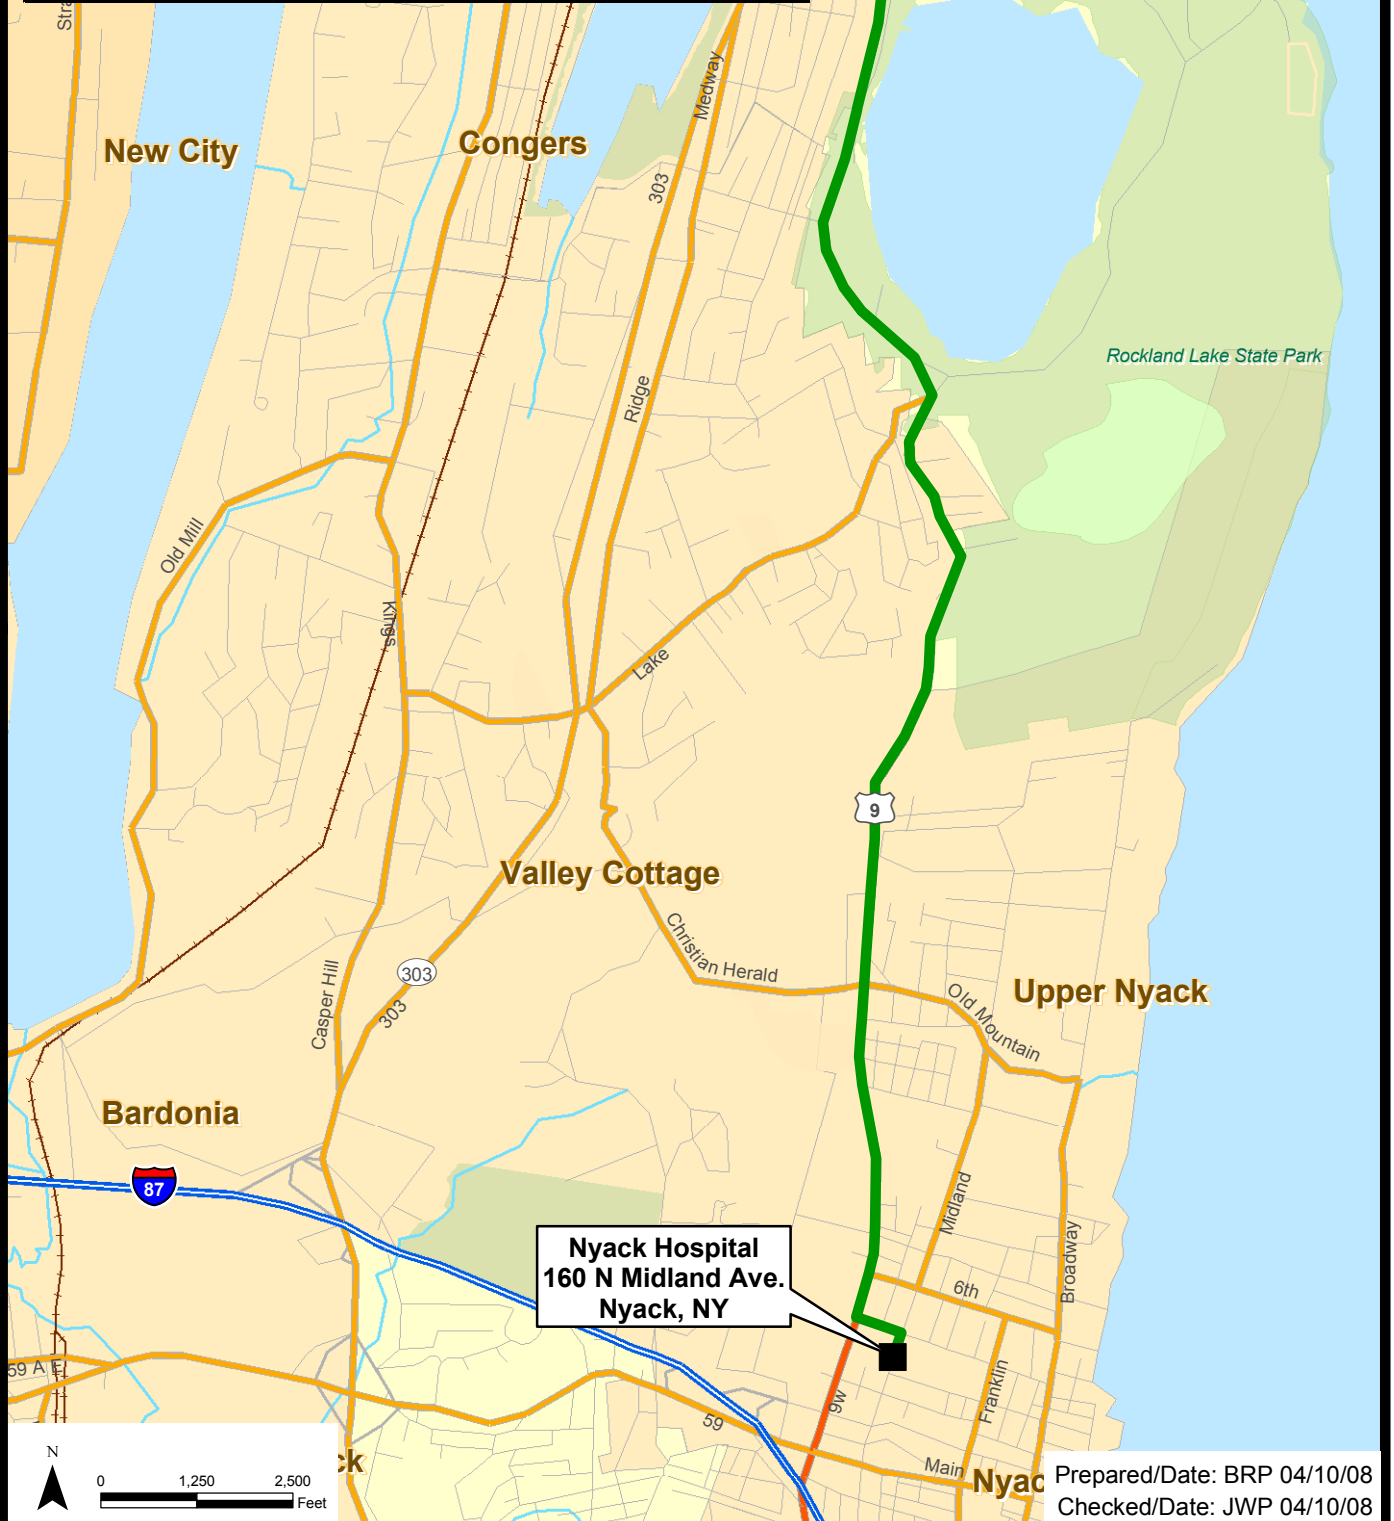 Stra
Medway
New City
Congers
303
Rockland Lake State Park
Ridge
Old Mill
Kings
Lake
9
Valley Cottage
Christian Herald
Casper Hill
303
303
Upper Nyack
Old Mountain
Bardonia
87
Midland
Broadway
Nyack Hospital
160 N Midland Ave.
Nyack, NY
6th
59 A E
Franklin
9w
59
Main
ck
Nyac
N
0 1,250 2,500
Feet
Prepared/Date: BRP 04/10/08
Checked/Date: JWP 04/10/08